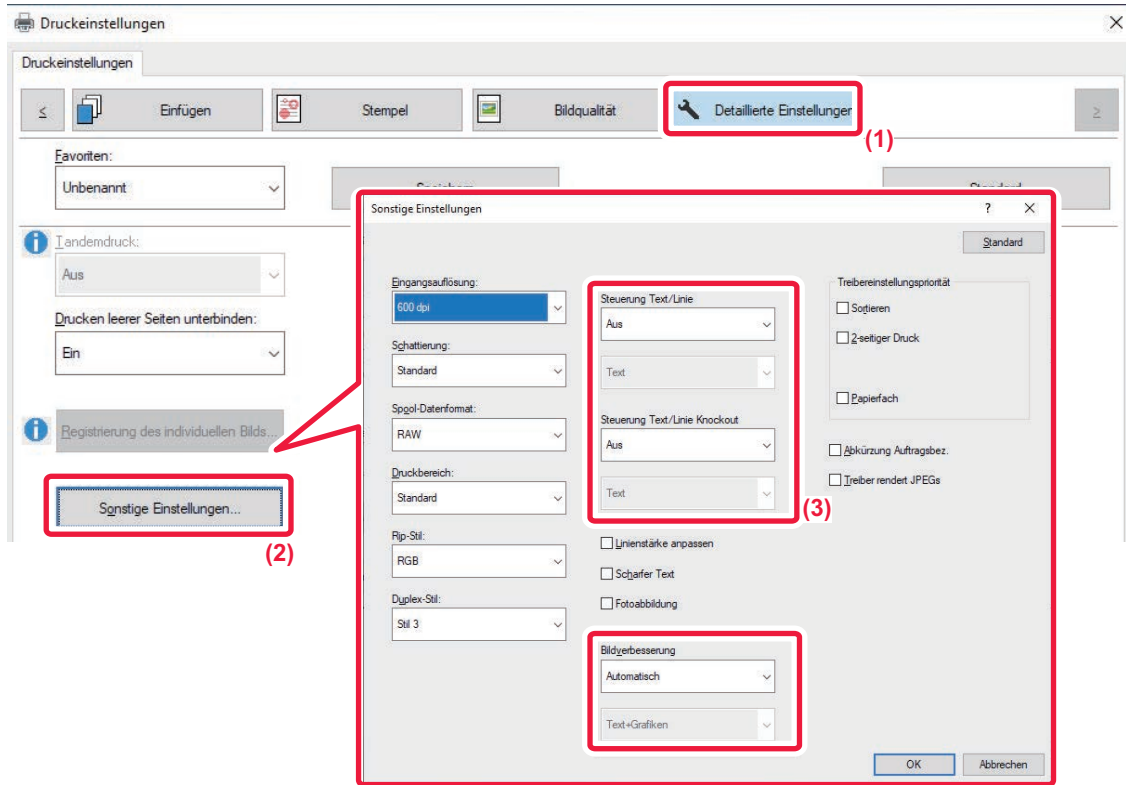 Druckeinstellungen
Druckeinstellungen
< Einfügen Stempel Bildqualität Detaillierte Einstellungen >
(1)
Favoriten:
Unbenannt
Standard
Tandemdruck:
Aus
Drucken leerer Seiten unterbinden:
Ein
Registrierung des individuellen Bilds...
Sonstige Einstellungen...
(2)
Sonstige Einstellungen ?
Standard
Eingangsauflösung:
600 dpi
Schattierung:
Standard
Spool-Datenformat:
RAW
Druckbereich:
Standard
Rip-Stil:
RGB
Duplex-Stil:
Stil 3
Steuerung Text/Linie
Aus
Text
Steuerung Text/Linie Knockout
Aus
Text
(3)
Linienstärke anpassen
Scharfer Text
Fotoabbildung
Bildverbesserung
Automatisch
Text+Grafiken
Treibereinstellungspriorität
Sortieren
2-seitiger Druck
Papierfach
Abkürzung Auftragsbez.
Treiber rendert JPEGs
OK Abbrechen